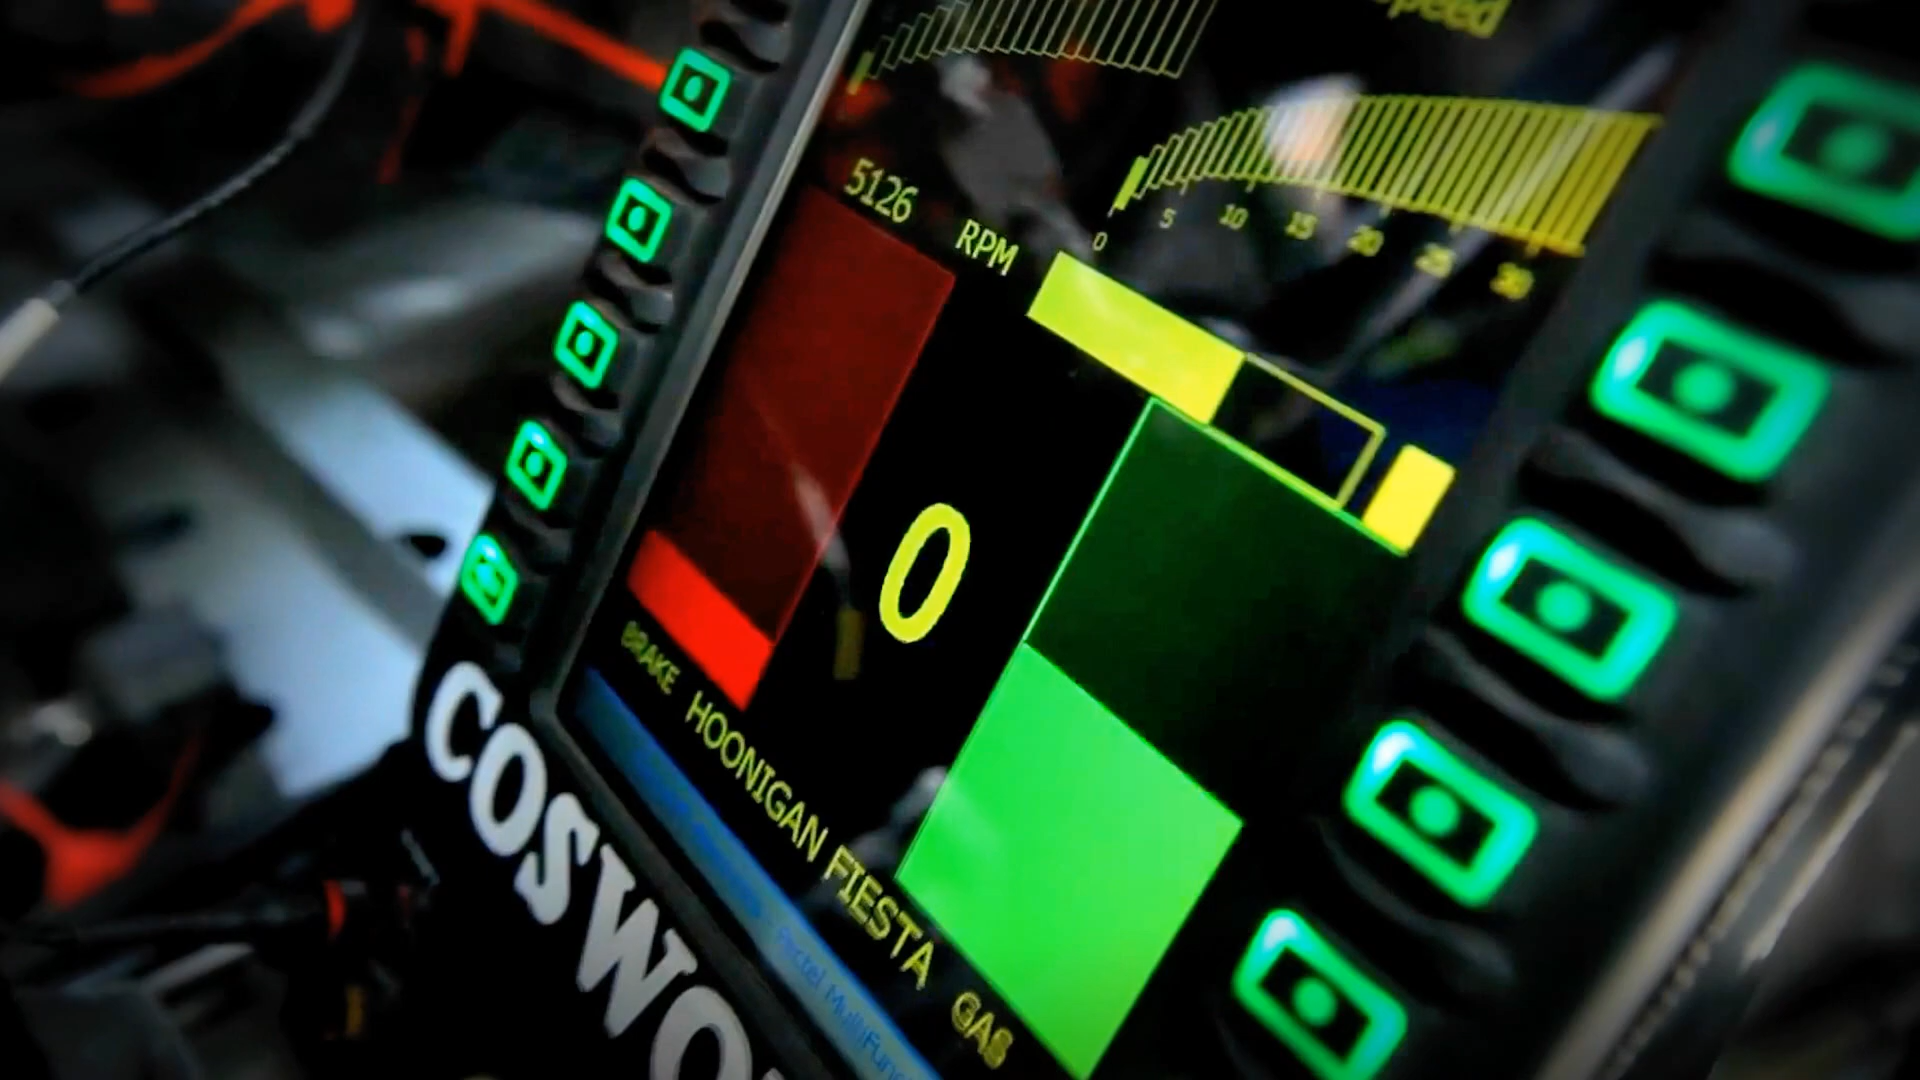 Speed
0 5 10 15 20 25 30
5126 RPM
0
BRAKE HOONIGAN FIESTA GAS
COSWO